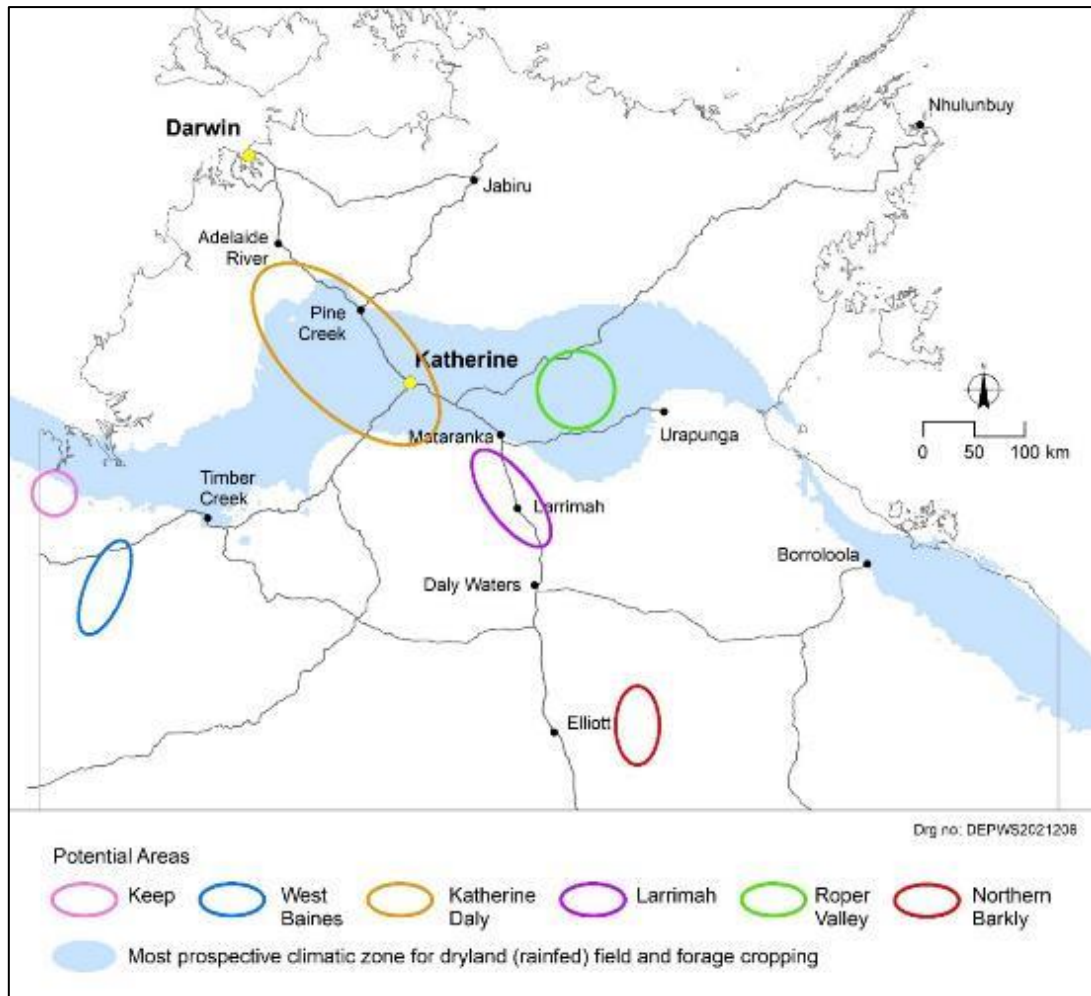 Nhulunbuy
Darwin
Jabiru
Adelaide
River
Pine
Creek
Katherine
N
Mataranka
Urapunga
0 50 100 km
Timber
Creek
Larrimah
Borroloola
Daly Waters
Elliott
Drg no: DEPWS2021208
Potential Areas
Keep
West
Baines
Katherine
Daly
Larrimah
Roper
Valley
Northern
Barkly
Most prospective climatic zone for dryland (rainfed) field and forage cropping